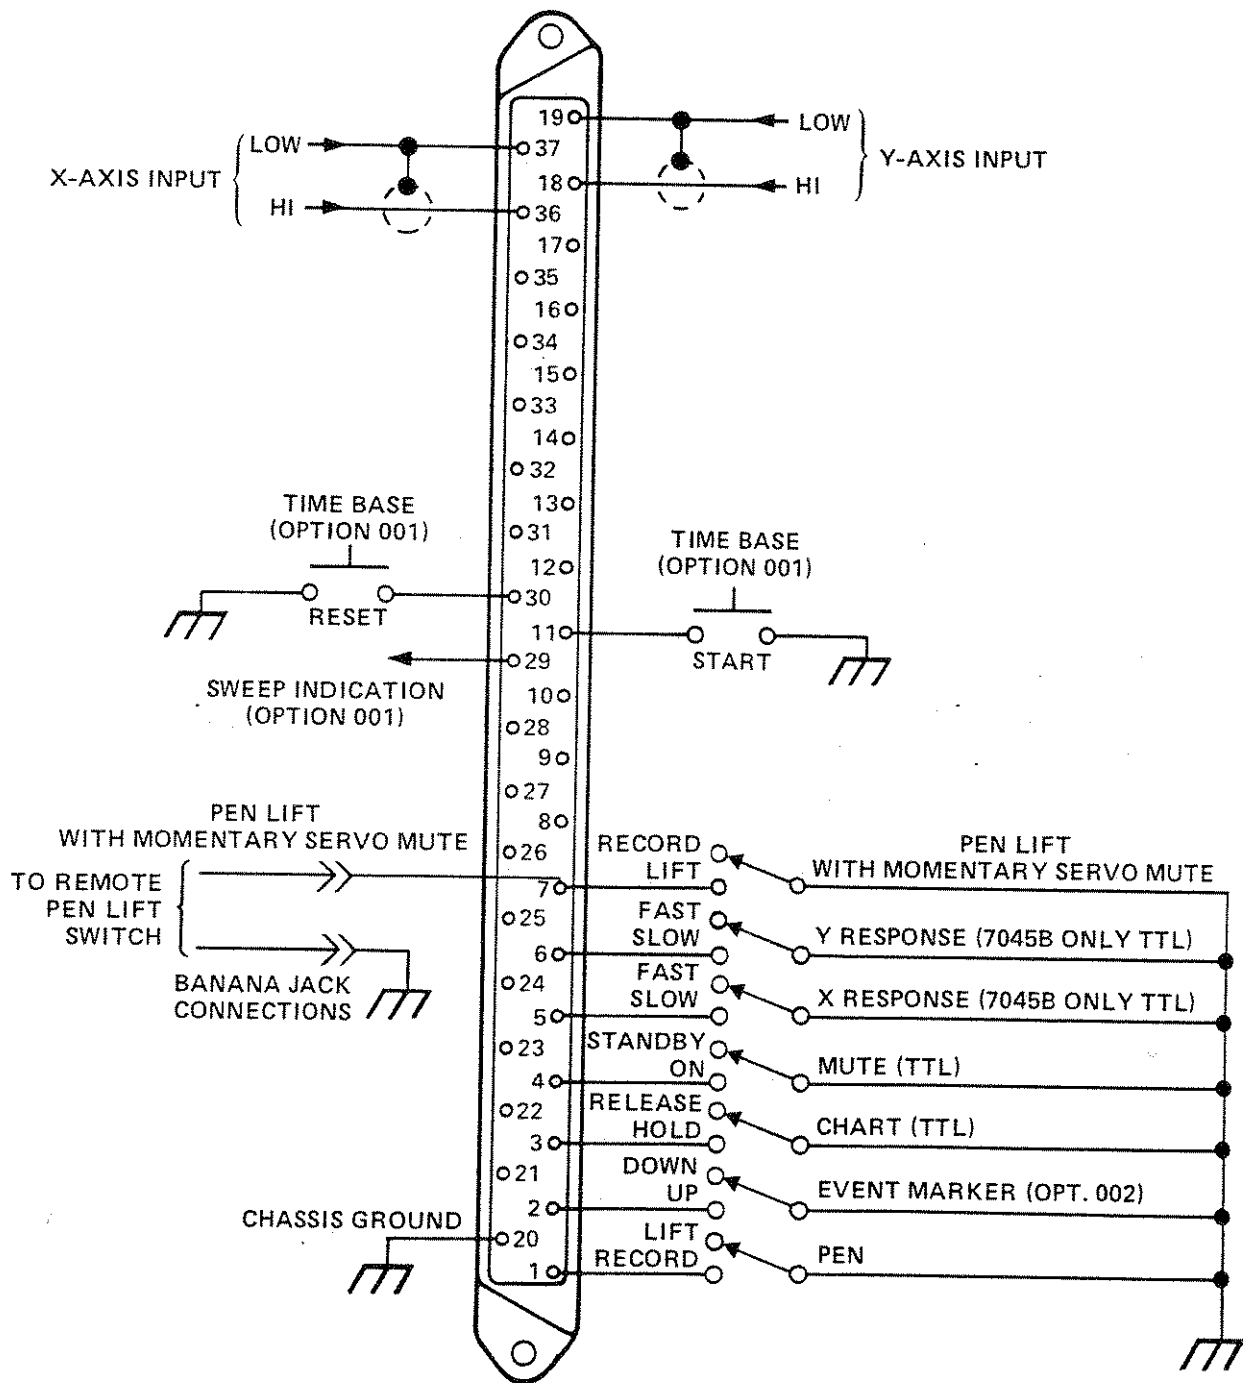 19
LOW
37
LOW
X-AXIS INPUT
Y-AXIS INPUT
18
HI
HI
36
17
35
16
34
15
33
14
32
13
TIME BASE
(OPTION 001)
31
TIME BASE
(OPTION 001)
12
30
RESET
11
START
29
SWEEP INDICATION
(OPTION 001)
10
28
9
27
8
PEN LIFT
WITH MOMENTARY SERVO MUTE
26
RECORD
LIFT
PEN LIFT
WITH MOMENTARY SERVO MUTE
TO REMOTE
PEN LIFT
SWITCH
7
25
FAST
SLOW
Y RESPONSE (7045B ONLY TTL)
6
BANANA JACK
CONNECTIONS
24
FAST
SLOW
X RESPONSE (7045B ONLY TTL)
5
23
STANDBY
ON
MUTE (TTL)
4
22
RELEASE
HOLD
CHART (TTL)
3
21
DOWN
UP
EVENT MARKER (OPT. 002)
2
CHASSIS GROUND
20
LIFT
RECORD
PEN
1